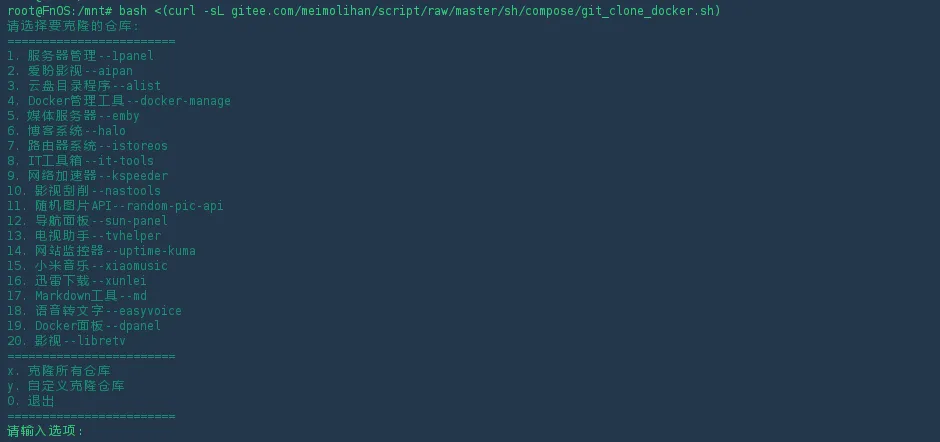 root@FnOS:/mnt# bash <(curl -sL gitee.com/meimolihan/script/raw/master/sh/compose/git_clone_docker.sh)
请选择要克隆的仓库:
========================
1. 服务器管理--1panel
2. 爱盼影视--aipan
3. 云盘目录程序--alist
4. Docker管理工具--docker-manage
5. 媒体服务器--emby
6. 博客系统--halo
7. 路由器系统--istoreos
8. IT工具箱--it-tools
9. 网络加速器--kspeeder
10. 影视刮削--nastools
11. 随机图片API--random-pic-api
12. 导航面板--sun-panel
13. 电视助手--tvhelper
14. 网站监控器--uptime-kuma
15. 小米音乐--xiaomusic
16. 迅雷下载--xunlei
17. Markdown工具--md
18. 语音转文字--easyvoice
19. Docker面板--dpanel
20. 影视--libretv
========================
x. 克隆所有仓库
y. 自定义克隆仓库
0. 退出
========================
请输入选项: